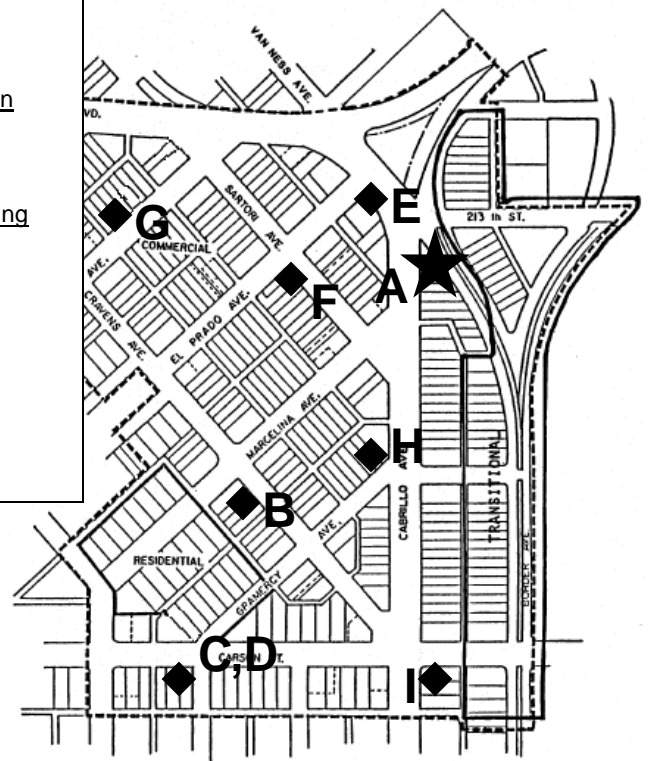 n
ing
VAN NESS AVE.
VD.
E
G
SARTORI AVE.
213 th ST.
COMMERCIAL
A
AVE.
F
CRAVENS AVE.
EL PRADO AVE.
MARCELINA AVE.
H
CABRILLO AVE
TRANSITIONAL
B
AVE.
RESIDENTIAL
GRAMERCY
BORDER AVE.
C,D
CARSON ST.
I